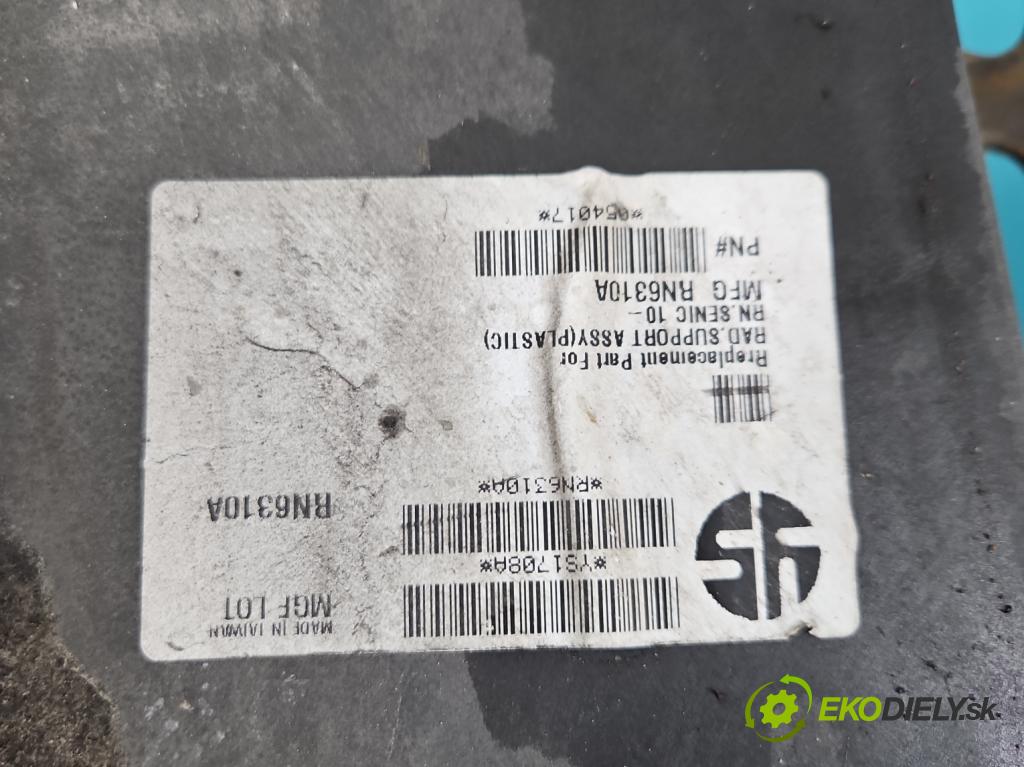 MADE IN TAIWAN
MGF LOT
*YS1708A*
RN6310A
*RN6310A*
Rreplacement Part For
RAD.SUPPORT ASSY(PLASTIC)
RN.SENIC 10-
MFG RN6310A
PN#
*054017*
EKODIELY.sk